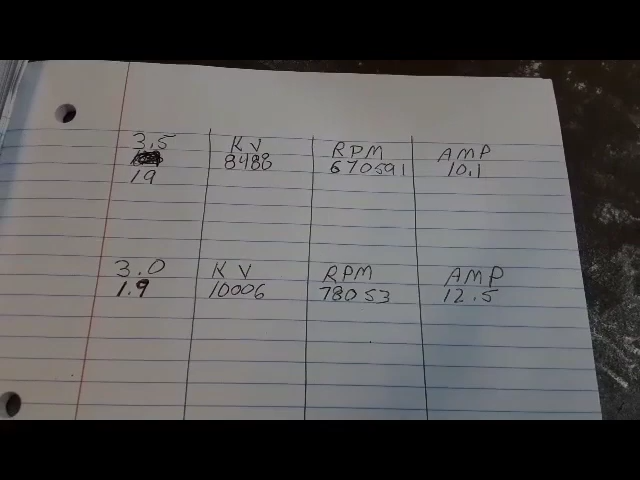 3.5 KV RPM AMP
8488 670591 10.1
19
3.0 KV RPM AMP
1.9 10006 78053 12.5